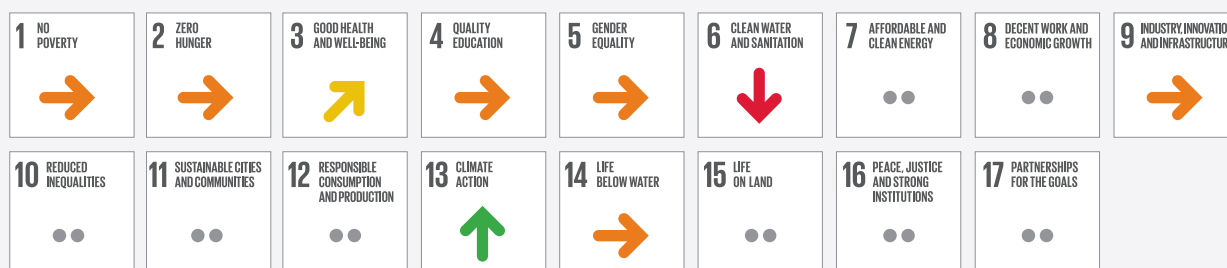 1 NO
POVERTY
2 ZERO
HUNGER
3 GOOD HEALTH
AND WELL-BEING
4 QUALITY
EDUCATION
5 GENDER
EQUALITY
6 CLEAN WATER
AND SANITATION
7 AFFORDABLE AND
CLEAN ENERGY
8 DECENT WORK AND
ECONOMIC GROWTH
9 INDUSTRY, INNOVATIO
AND INFRASTRUCTUR
10 REDUCED
INEQUALITIES
11 SUSTAINABLE CITIES
AND COMMUNITIES
12 RESPONSIBLE
CONSUMPTION
AND PRODUCTION
13 CLIMATE
ACTION
14 LIFE
BELOW WATER
15 LIFE
ON LAND
16 PEACE, JUSTICE
AND STRONG
INSTITUTIONS
17 PARTNERSHIPS
FOR THE GOALS